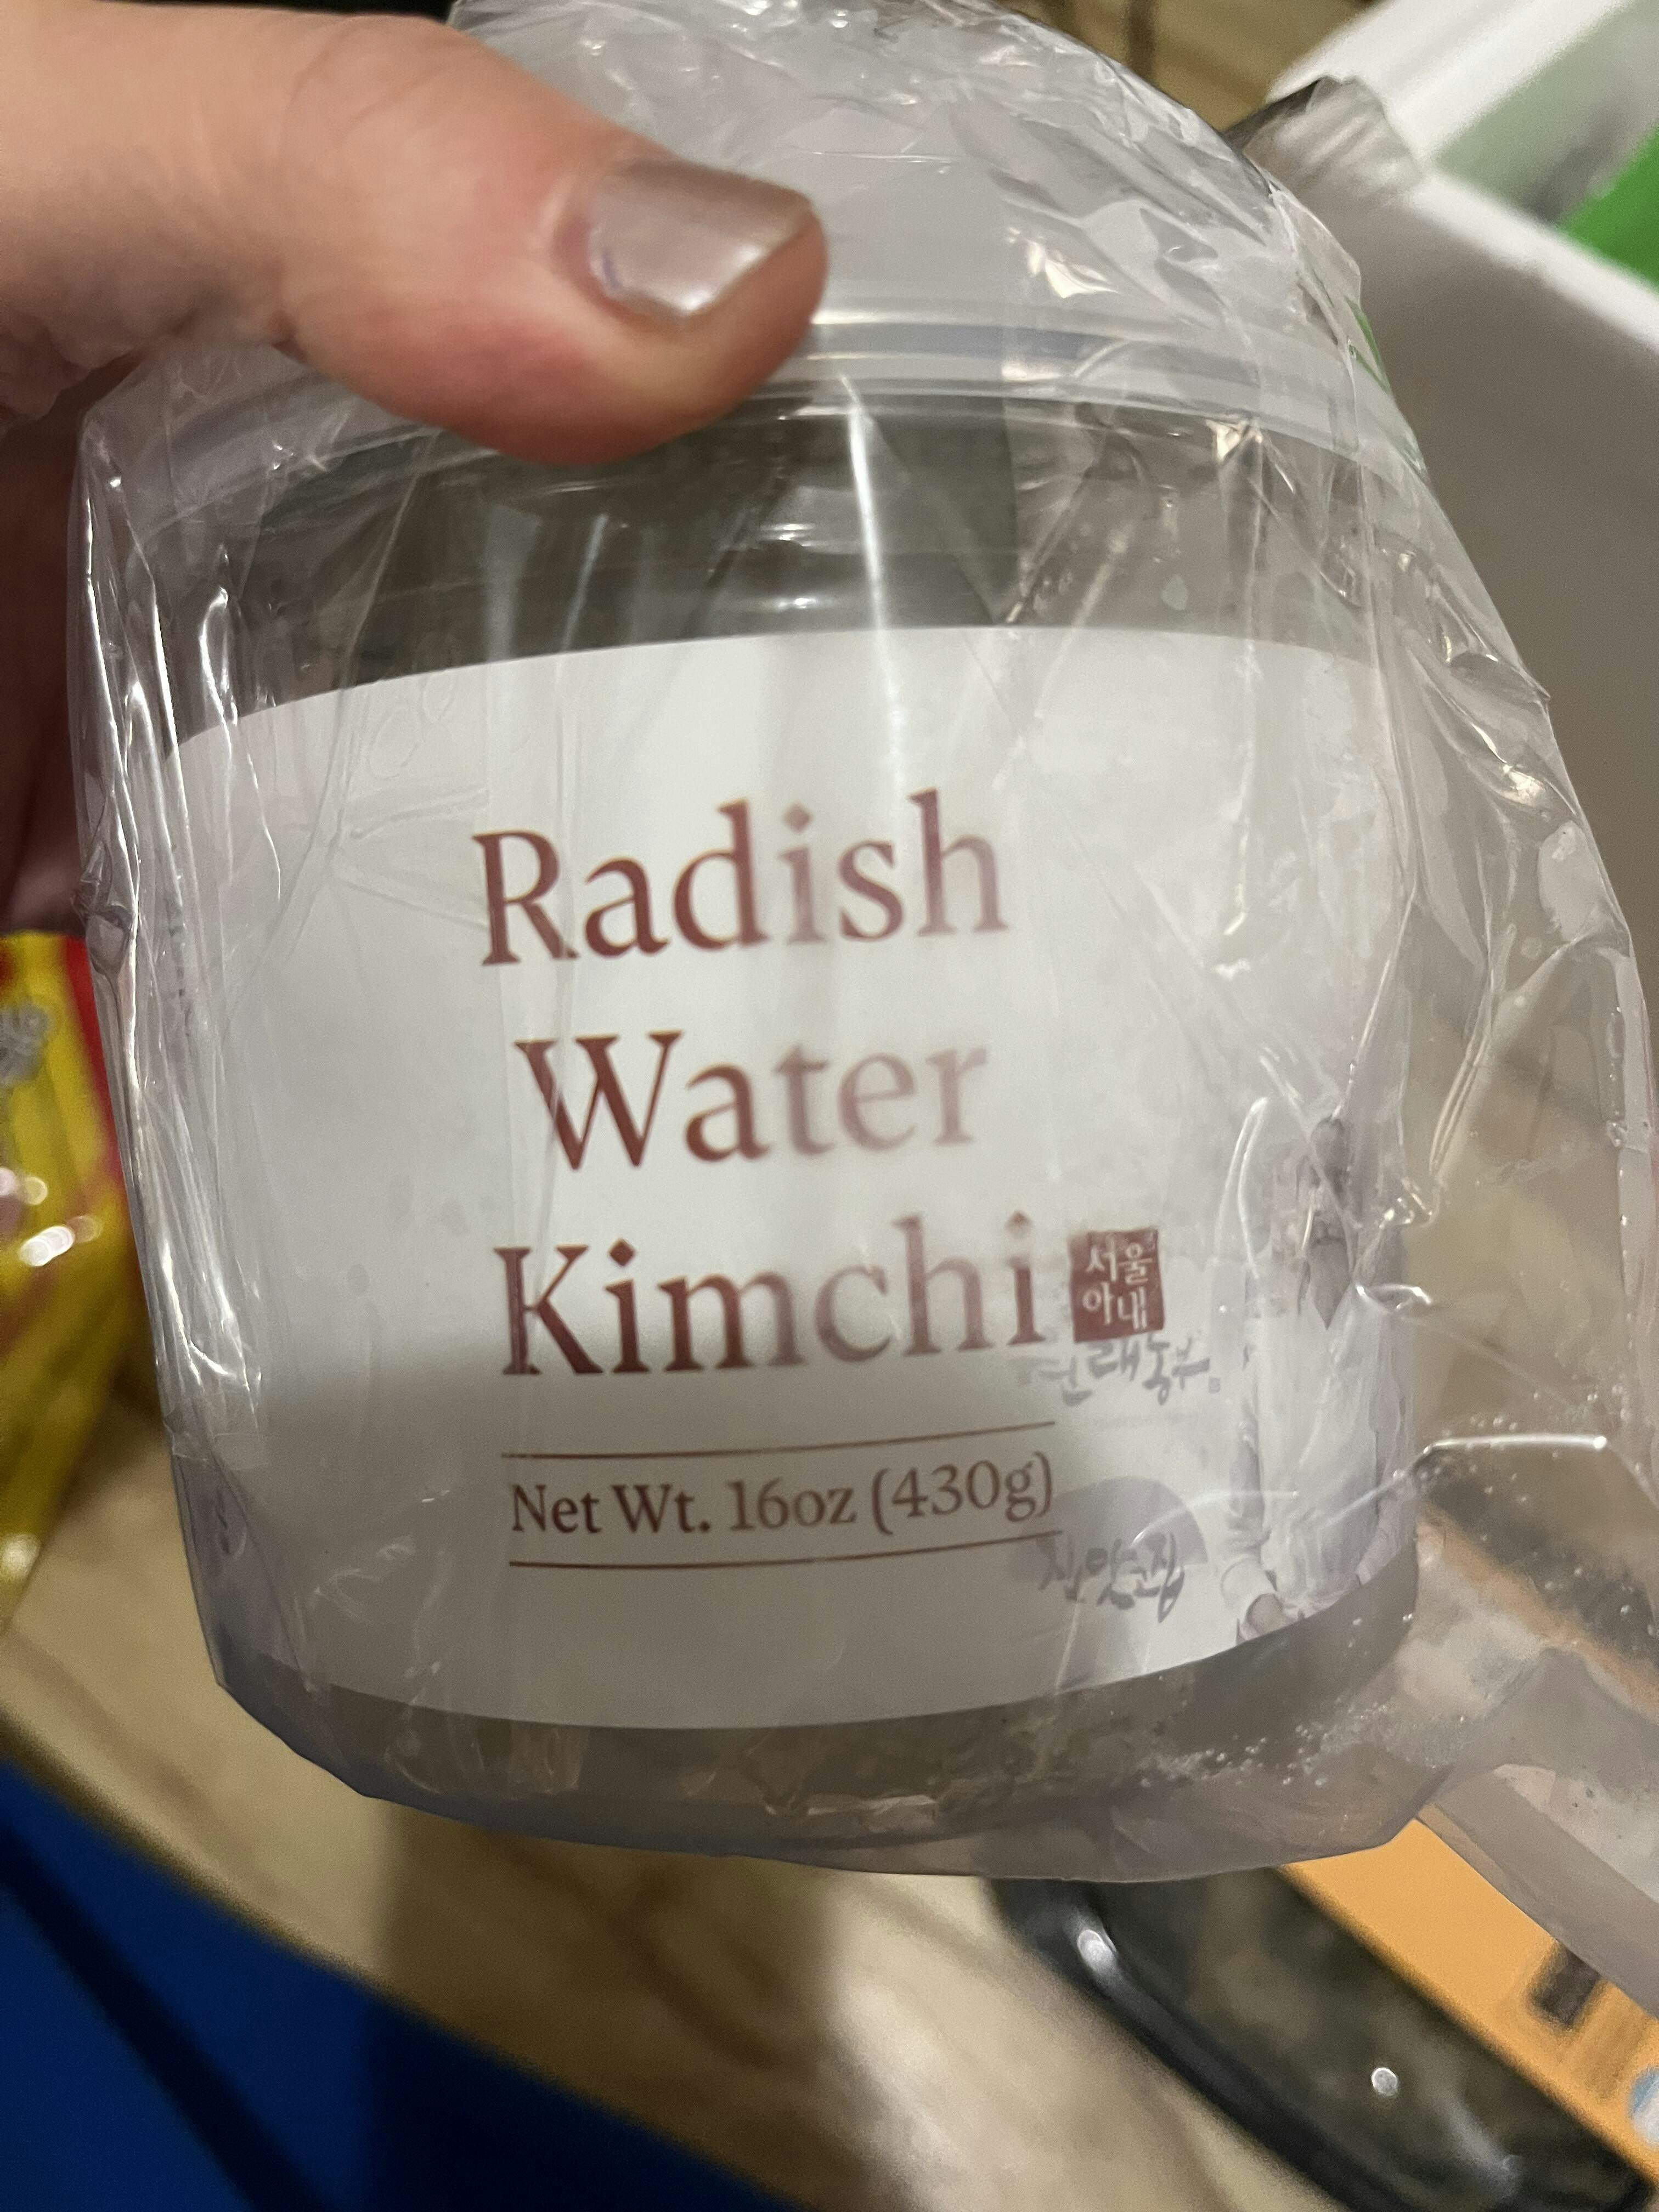 Radish
Water
Kimchi
서울
아내
Net Wt. 16oz (430g)